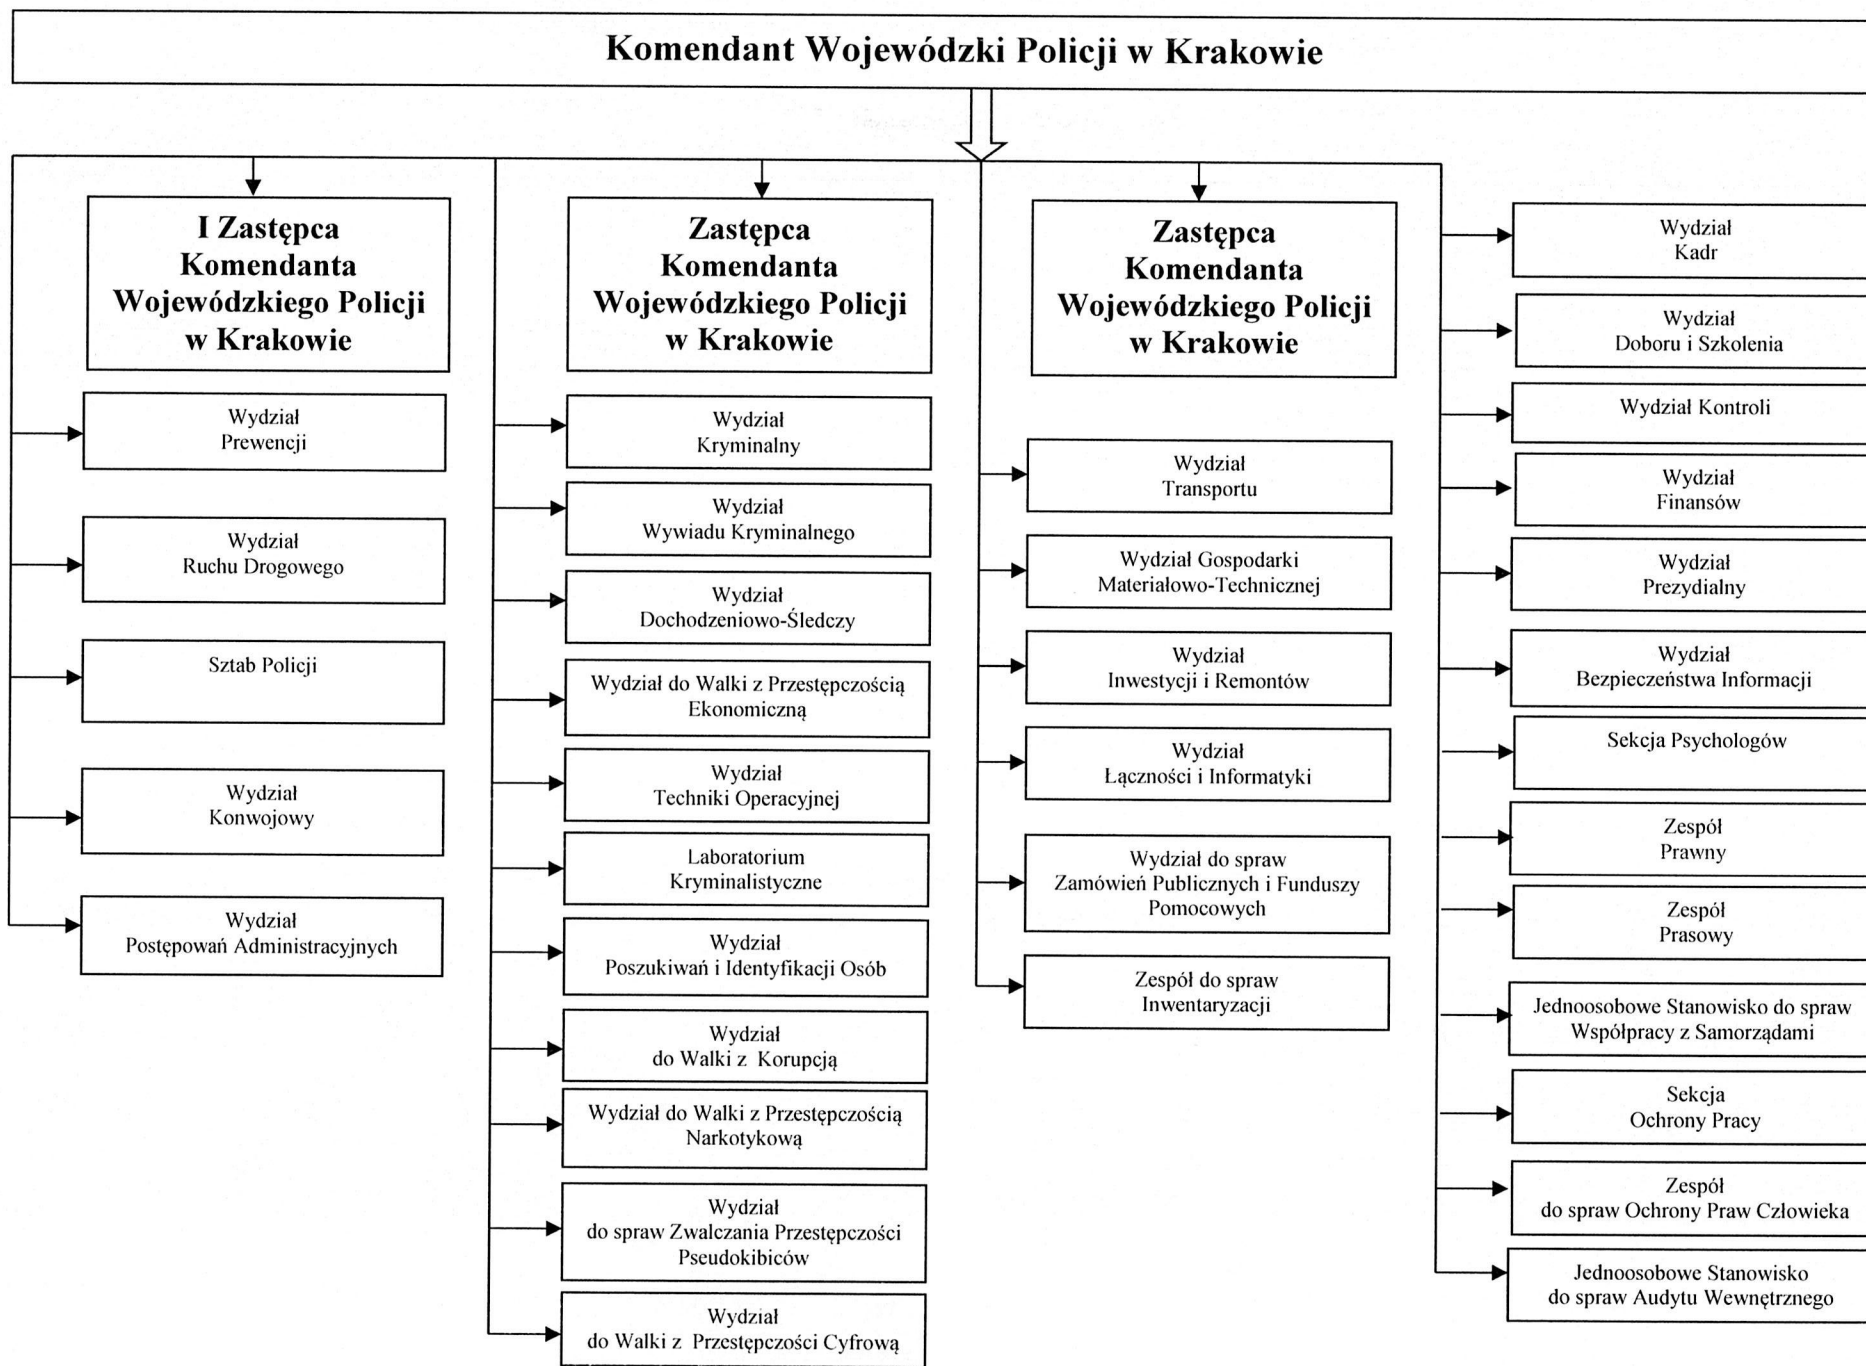 Komendant Wojewódzki Policji w Krakowie
I Zastępca
Komendanta
Wojewódzkiego Policji
w Krakowie
Wydział
Prewencji
Wydział
Ruchu Drogowego
Sztab Policji
Wydział
Konwojowy
Wydział
Postępowań Administracyjnych
Zastępca
Komendanta
Wojewódzkiego Policji
w Krakowie
Wydział
Kryminalny
Wydział
Wywiadu Kryminalnego
Wydział
Dochodzeniowo-Śledczy
Wydział do Walki z Przestępczością
Ekonomiczną
Wydział
Techniki Operacyjnej
Laboratorium
Kryminalistyczne
Wydział
Poszukiwań i Identyfikacji Osób
Wydział
do Walki z Korupcją
Wydział do Walki z Przestępczością
Narkotykową
Wydział
do spraw Zwalczania Przestępczości
Pseudokibiców
Wydział
do Walki z Przestępczości Cyfrową
Zastępca
Komendanta
Wojewódzkiego Policji
w Krakowie
Wydział
Transportu
Wydział Gospodarki
Materiałowo-Technicznej
Wydział
Inwestycji i Remontów
Wydział
Łączności i Informatyki
Wydział do spraw
Zamówień Publicznych i Funduszy
Pomocowych
Zespół do spraw
Inwentaryzacji
Wydział
Kadr
Wydział
Doboru i Szkolenia
Wydział Kontroli
Wydział
Finansów
Wydział
Prezydialny
Wydział
Bezpieczeństwa Informacji
Sekcja Psychologów
Zespół
Prawny
Zespół
Prasowy
Jednoosobowe Stanowisko do spraw
Współpracy z Samorządami
Sekcja
Ochrony Pracy
Zespół
do spraw Ochrony Praw Człowieka
Jednoosobowe Stanowisko
do spraw Audytu Wewnętrznego